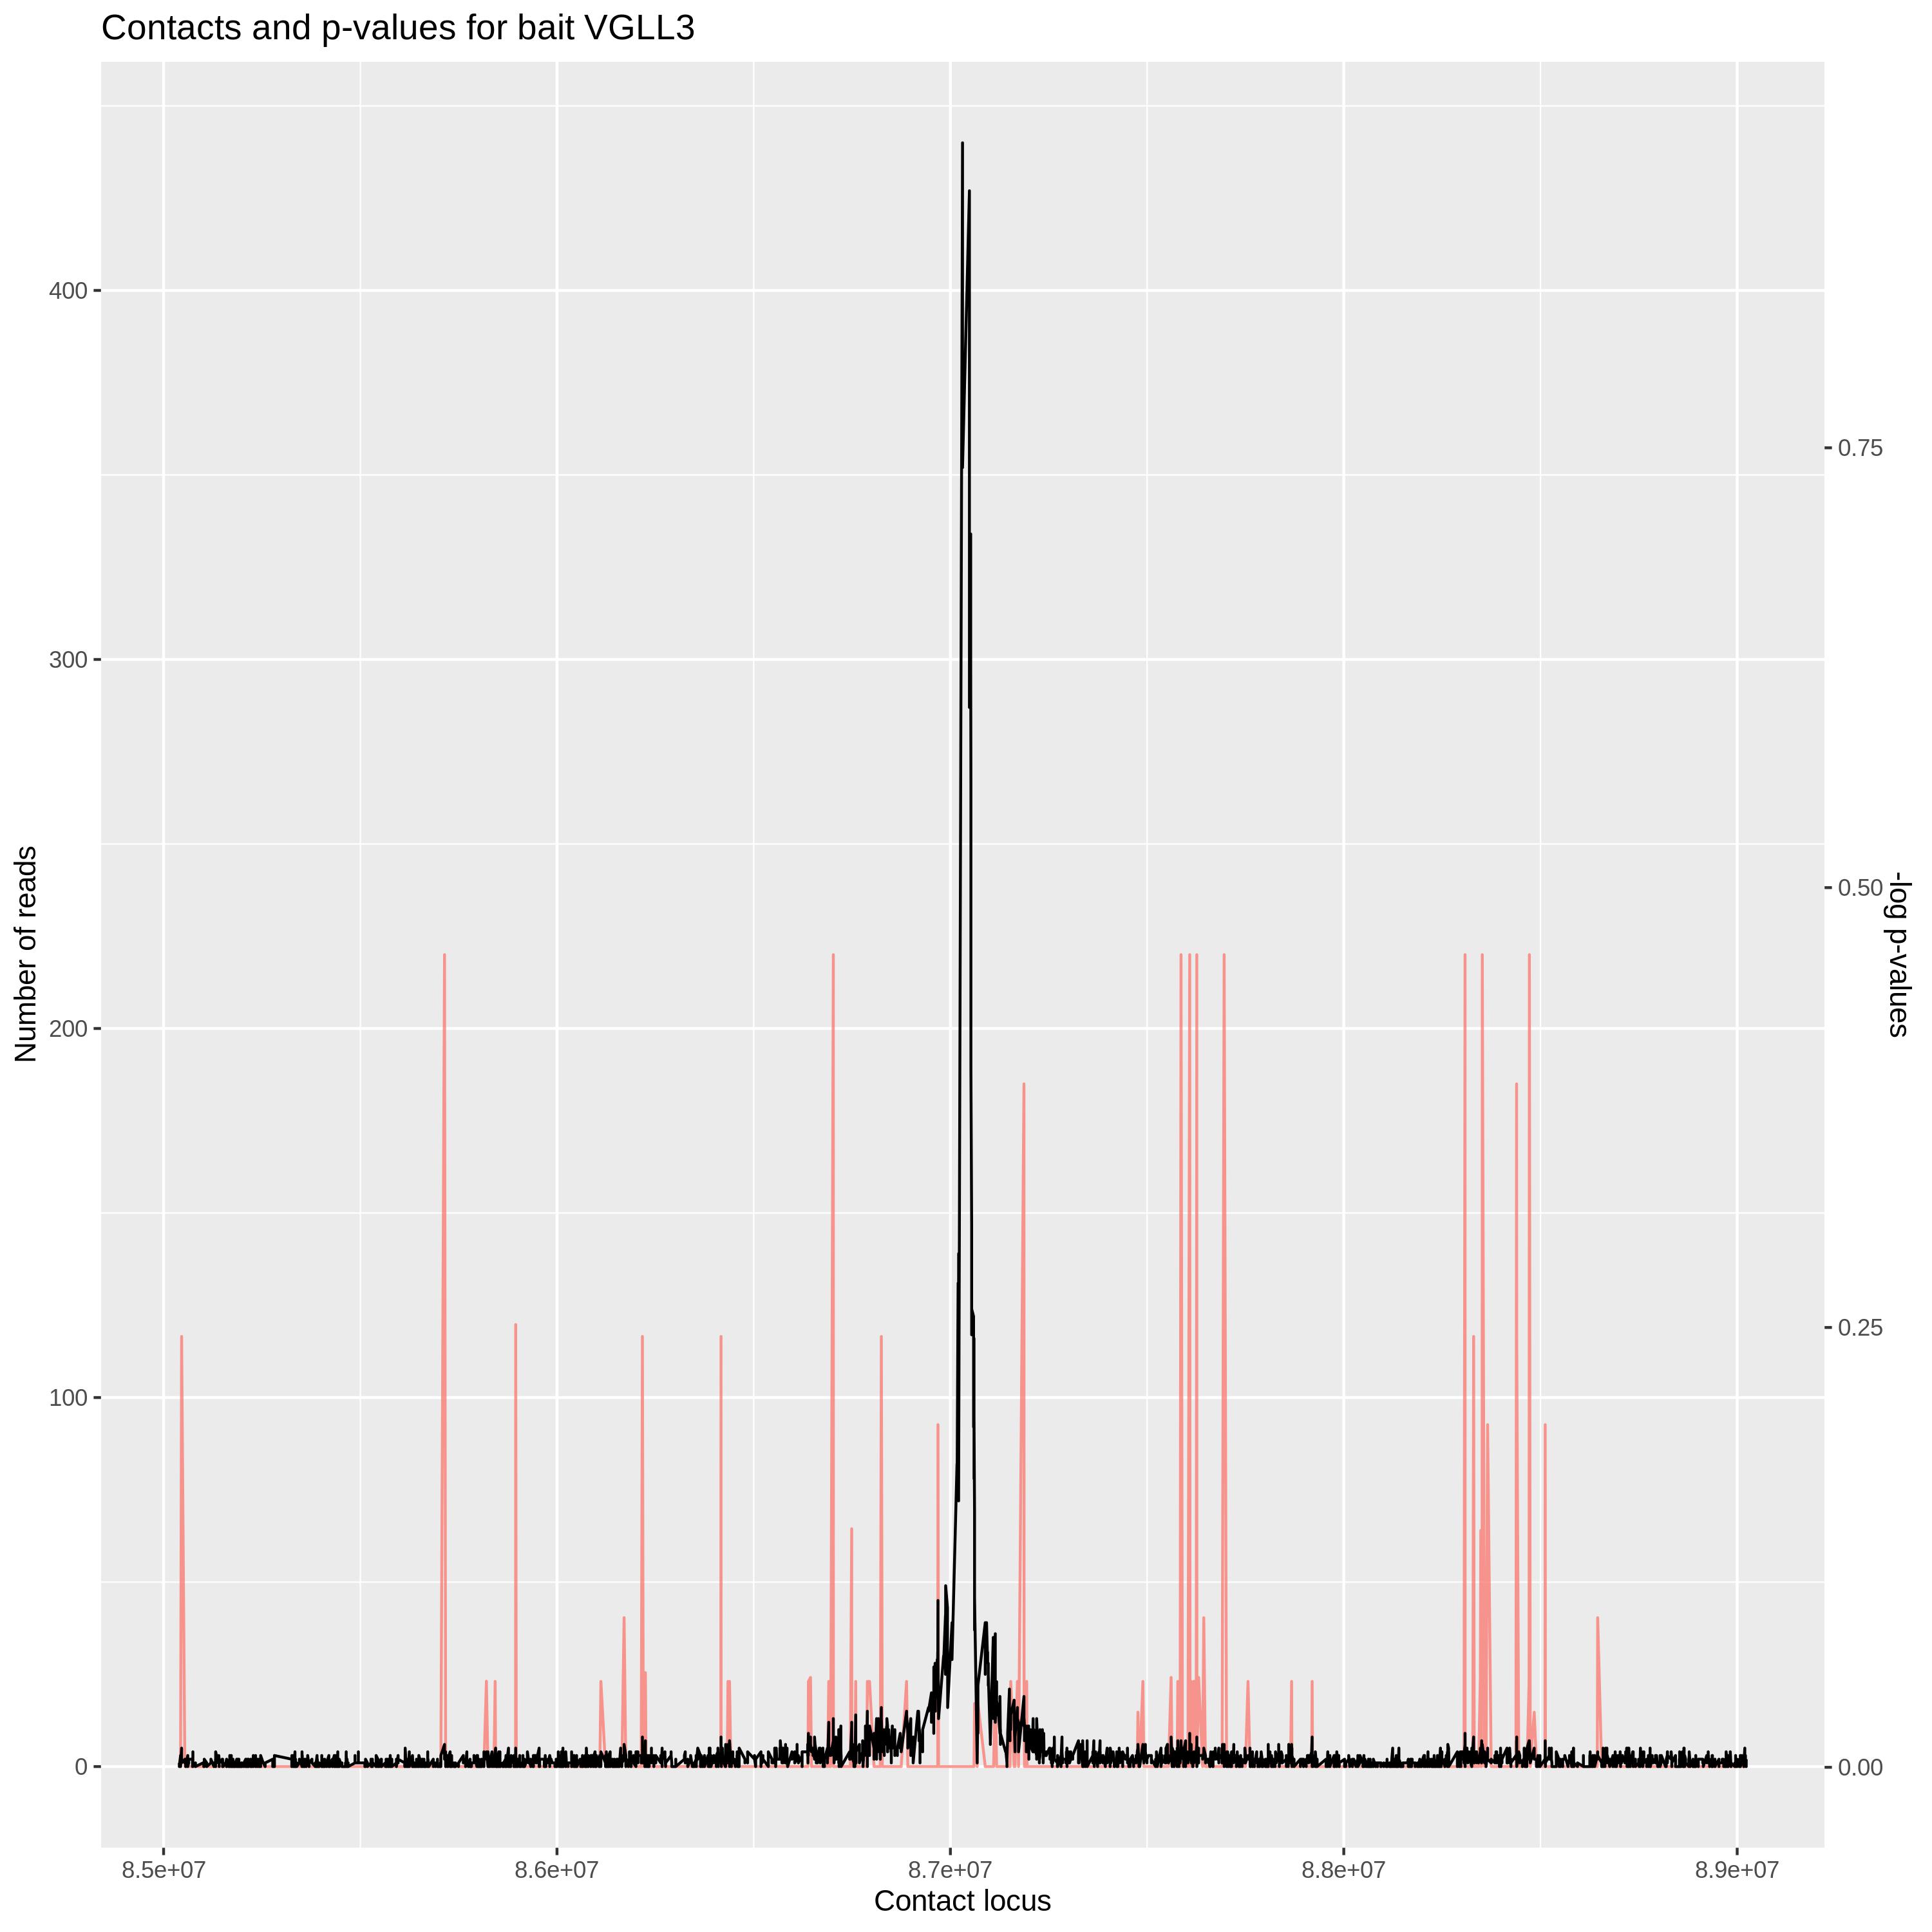 Contacts and p-values for bait VGLL3
400
300
200
100
0
Number of reads
0.75
0.50
0.25
0.00
-log p-values
8.5e+07
8.6e+07
8.7e+07
8.8e+07
8.9e+07
Contact locus